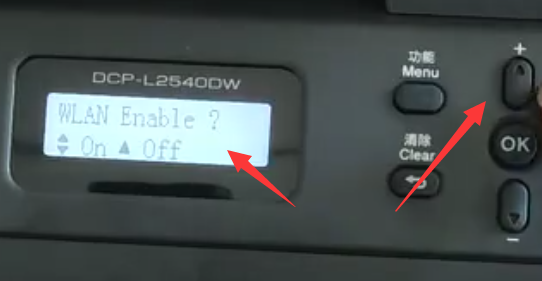 DCP-L2540DW
WLAN Enable ?
On ▲ Off
功能
Menu
清除
Clear
+
OK
−